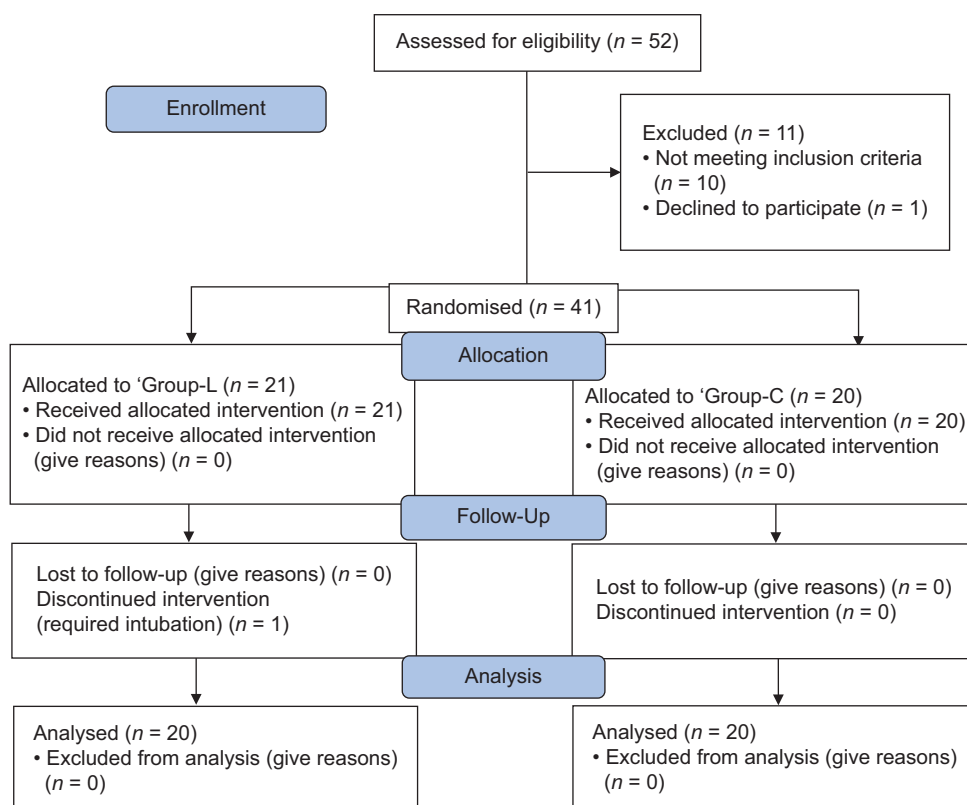 Assessed for eligibility (n = 52)
Enrollment
Excluded (n = 11)
• Not meeting inclusion criteria
(n = 10)
• Declined to participate (n = 1)
Randomised (n = 41)
Allocation
Allocated to ‘Group-L (n = 21)
• Received allocated intervention (n = 21)
• Did not receive allocated intervention
(give reasons) (n = 0)
Allocated to ‘Group-C (n = 20)
• Received allocated intervention (n = 20)
• Did not receive allocated intervention
(give reasons) (n = 0)
Follow-Up
Lost to follow-up (give reasons) (n = 0)
Discontinued intervention
(required intubation) (n = 1)
Lost to follow-up (give reasons) (n = 0)
Discontinued intervention (n = 0)
Analysis
Analysed (n = 20)
• Excluded from analysis (give reasons)
(n = 0)
Analysed (n = 20)
• Excluded from analysis (give reasons)
(n = 0)